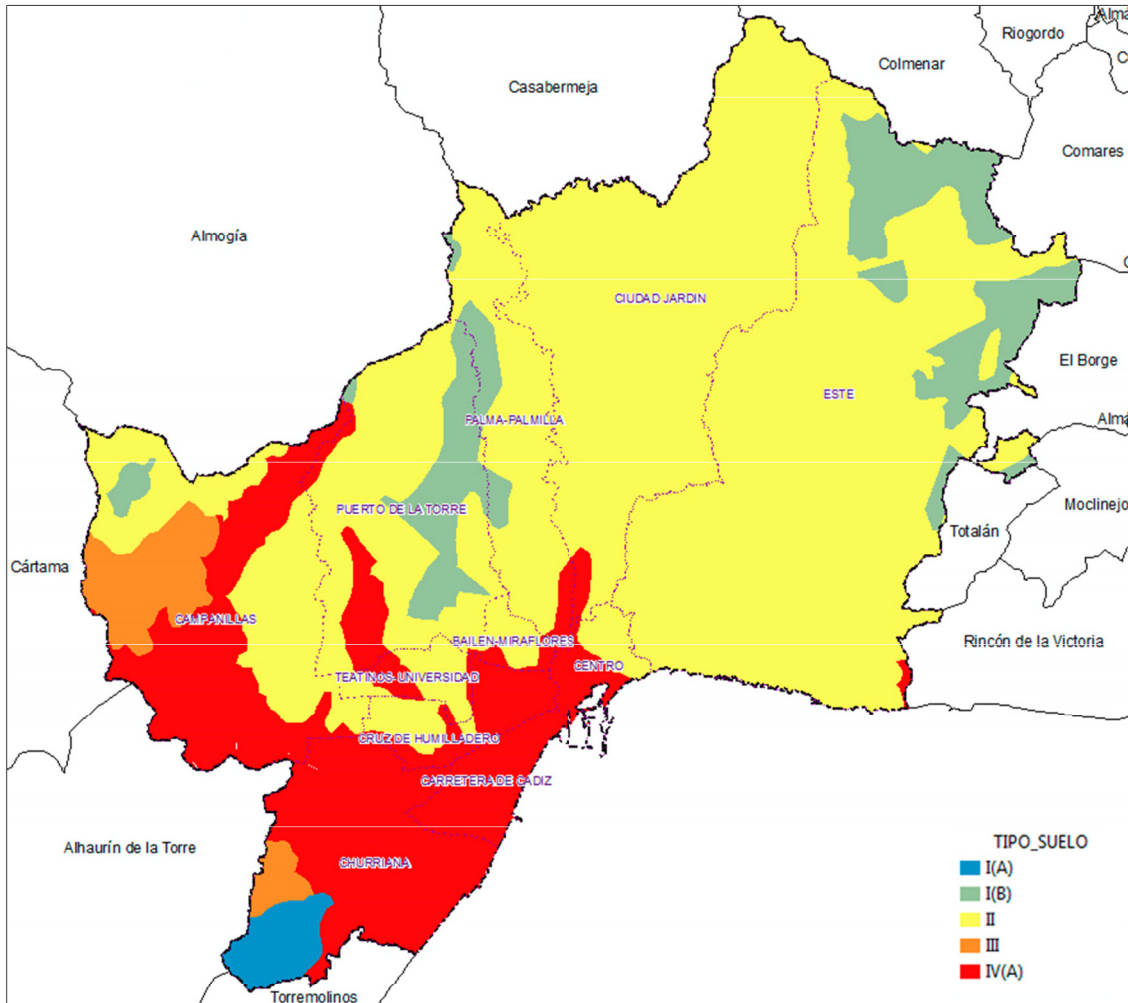 Riogordo
Colmenar
Casabermeja
Comares
Almogía
CIUDAD JARDIN
El Borge
ESTE
PALMA-PALMILLA
PUERTO DE LA TORRE
Moclinejo
Totalán
Cártama
CAMPANILLAS
BAILEN-MIRAFLORES
Rincón de la Victoria
CENTRO
TEATINOS-UNIVERSIDAD
CRUZ DE HUMILLADERO
CARRETERA DE CADIZ
Alhaurín de la Torre
CHURRIANA
TIPO_SUELO
I(A)
I(B)
II
III
IV(A)
Torremolinos